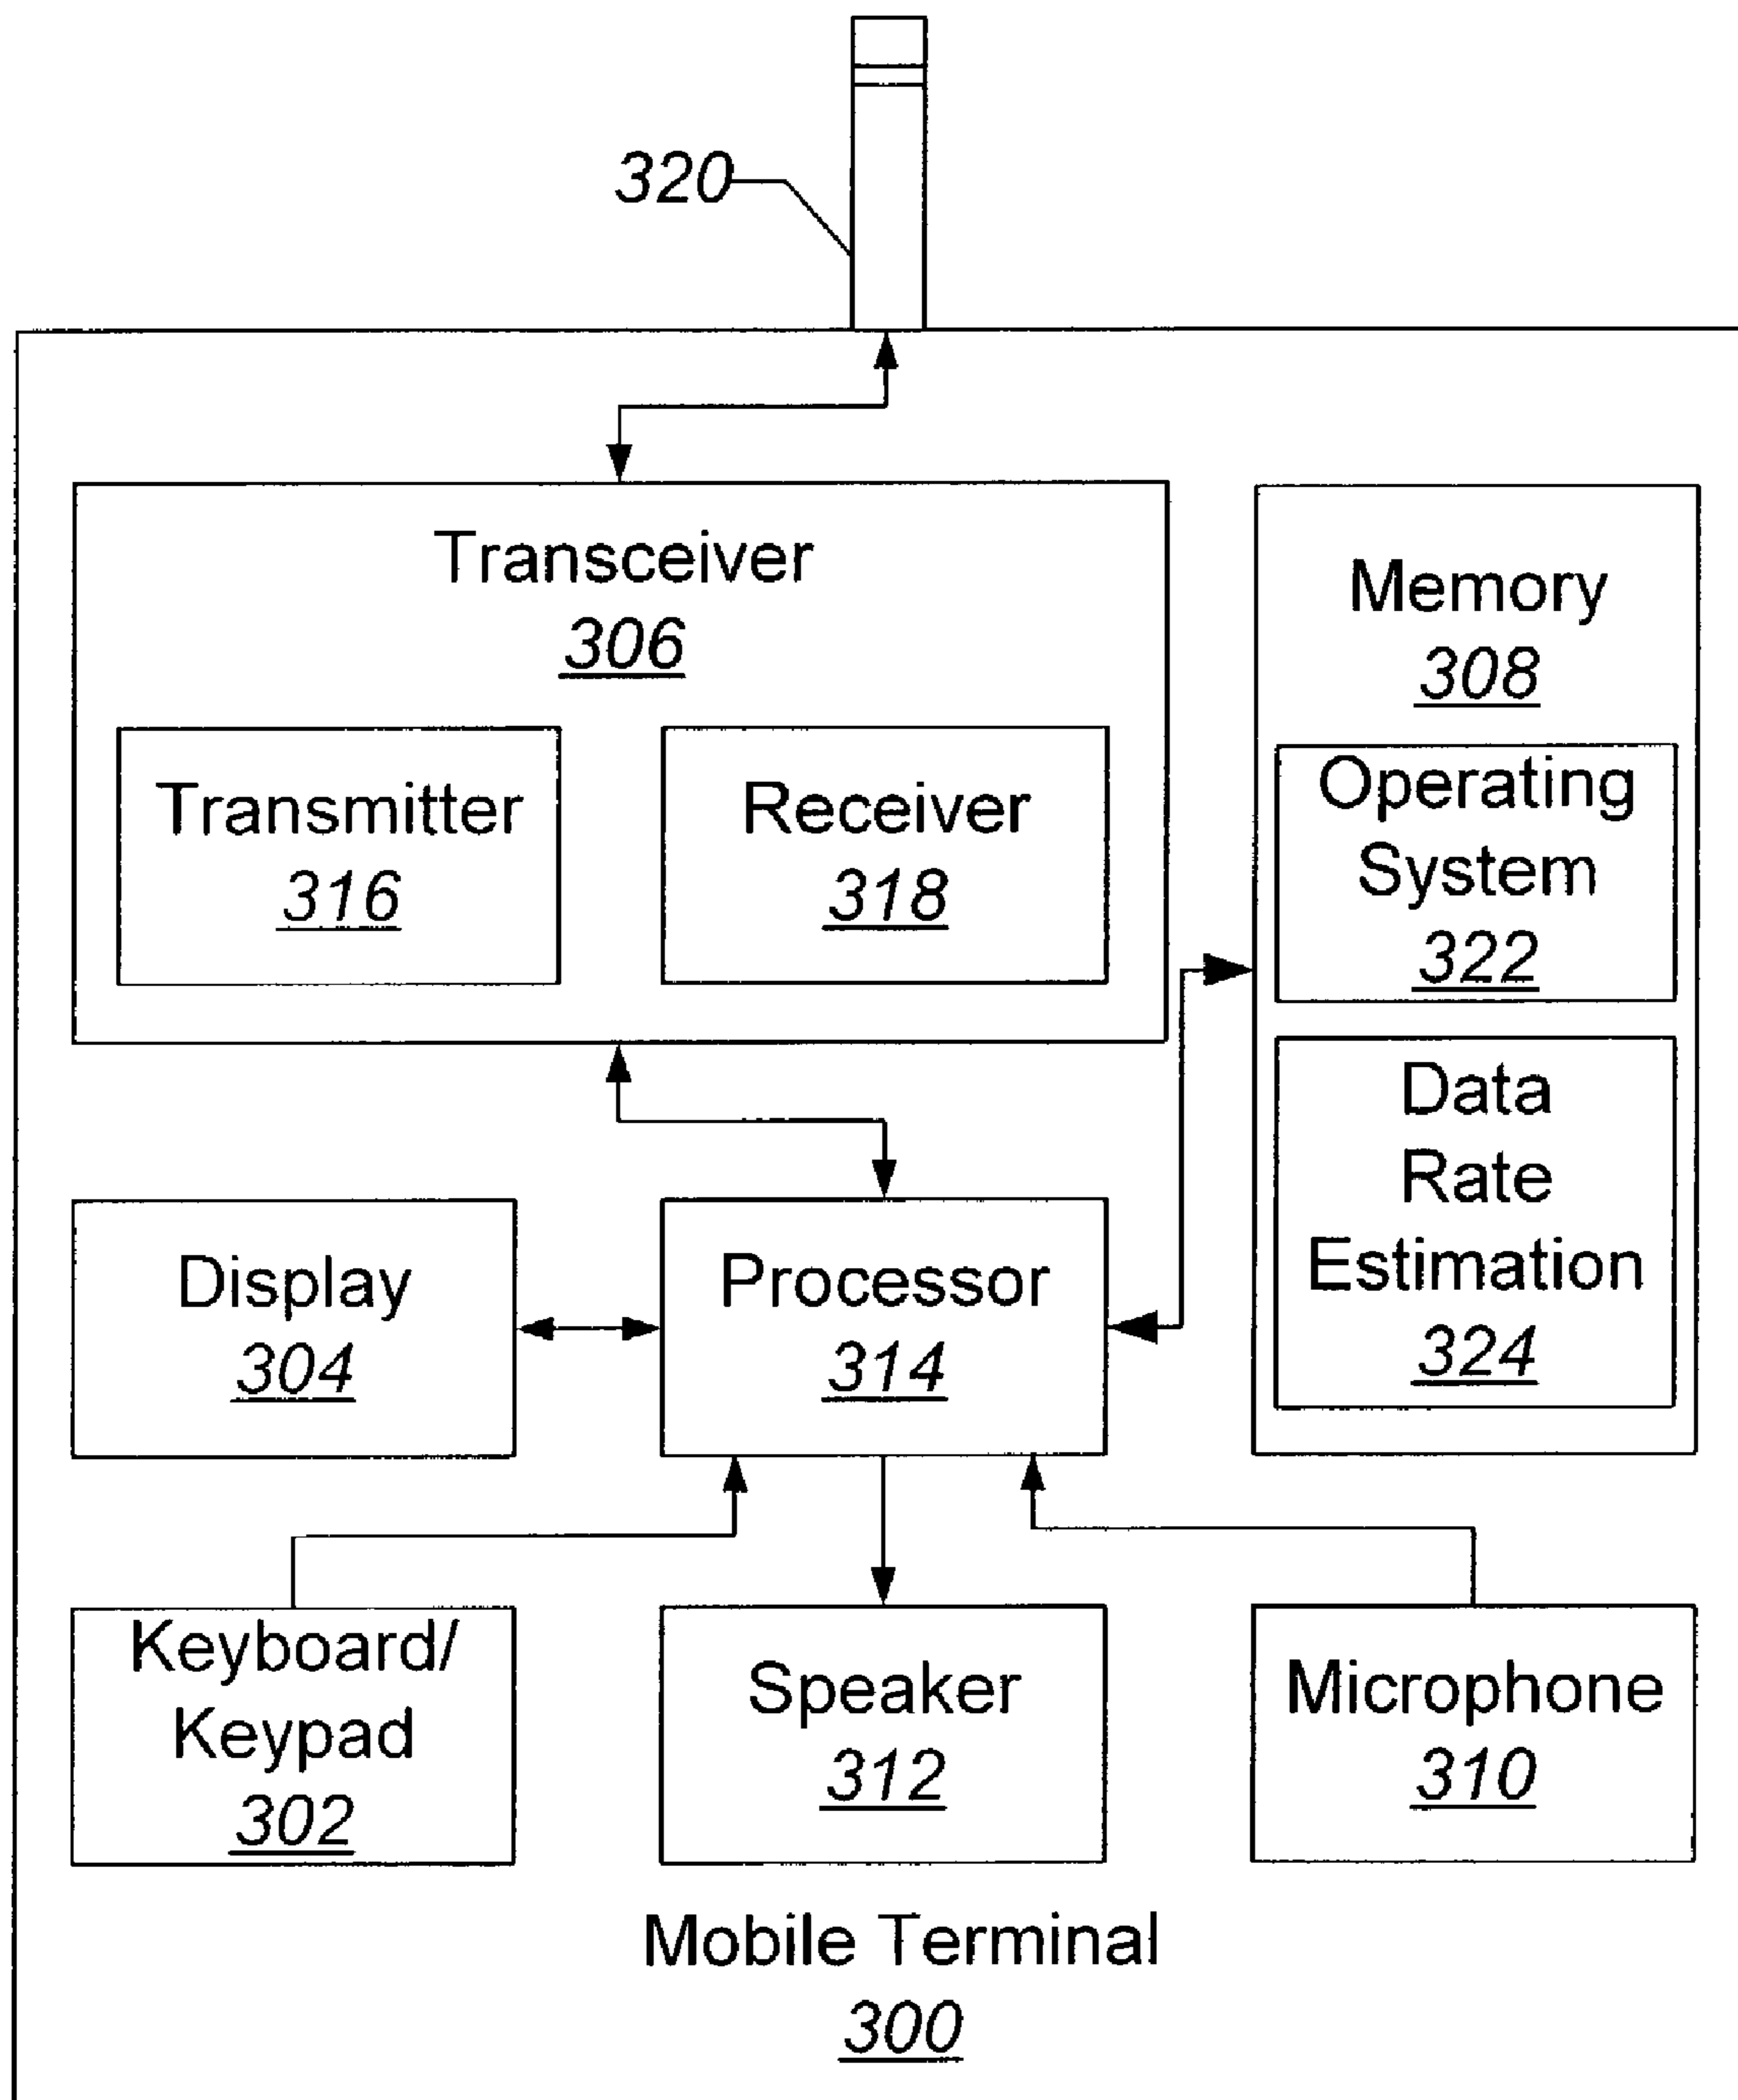 320
Transceiver
306
Transmitter
316
Receiver
318
Memory
308
Operating
System
322
Data
Rate
Estimation
324
Display
304
Processor
314
Keyboard/
Keypad
302
Speaker
312
Microphone
310
Mobile Terminal
300